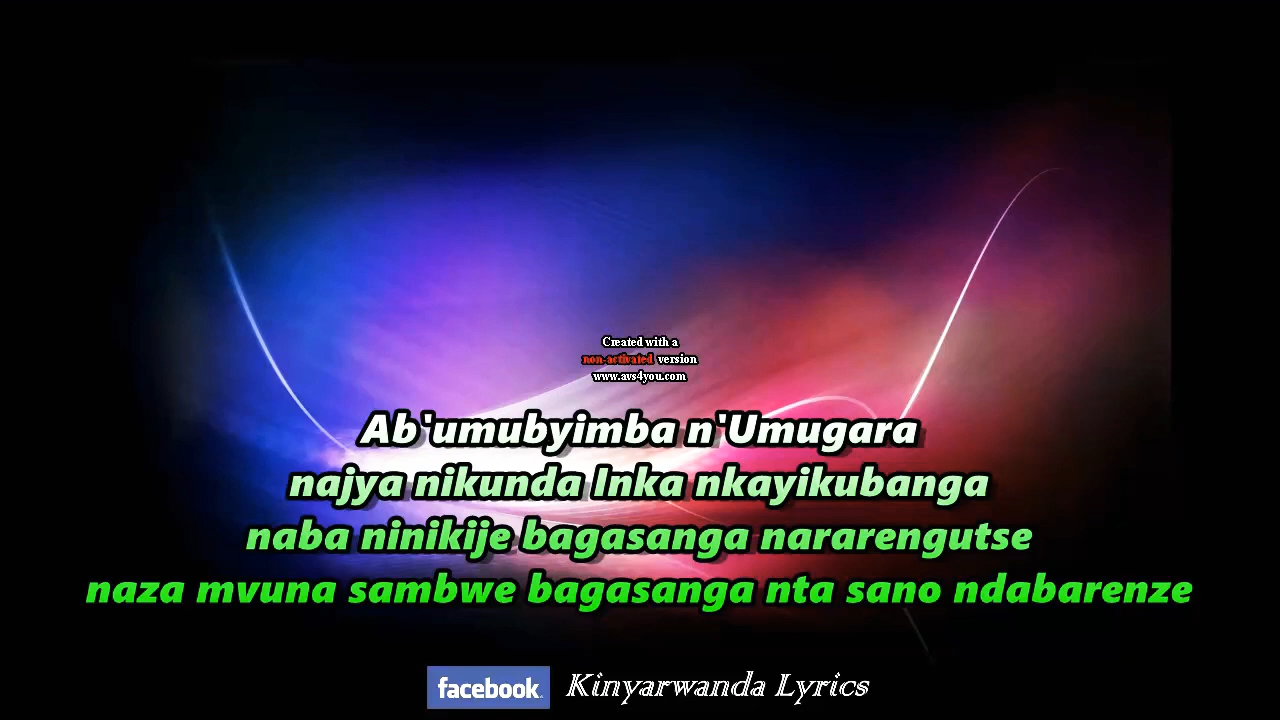 Created with a
non-activated version
www.avs4you.com
Ab'umubyimba n'Umugara
najya nikunda Inka nkayikubanga
naba ninikije bagasanga nararengutse
naza mvuna sambwe bagasanga nta sano ndabarenze
facebook. Kinyarwanda Lyrics